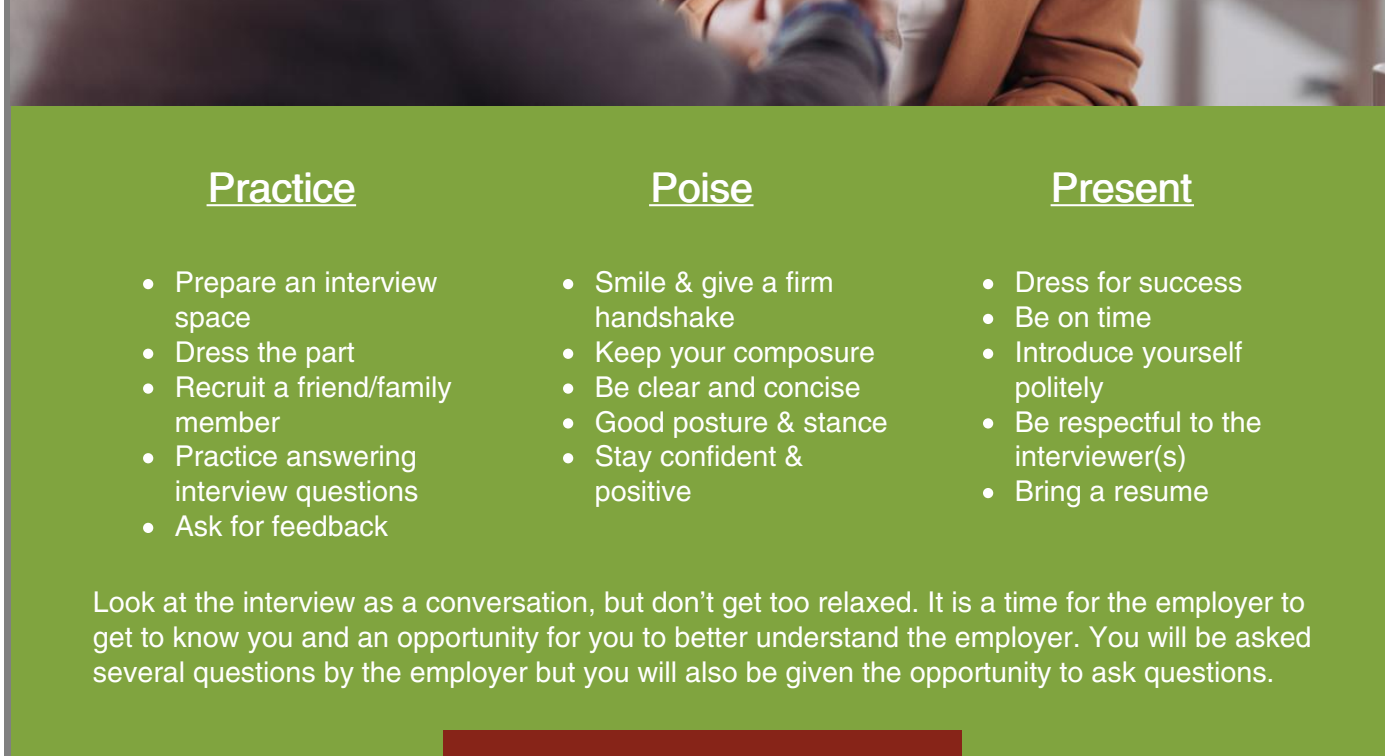 Practice
Prepare an interview
space
Dress the part
Recruit a friend/family
member
Practice answering
interview questions
Ask for feedback
Poise
Smile & give a firm
handshake
Keep your composure
Be clear and concise
Good posture & stance
Stay confident &
positive
Present
Dress for success
Be on time
Introduce yourself
politely
Be respectful to the
interviewer(s)
Bring a resume
Look at the interview as a conversation, but don’t get too relaxed. It is a time for the employer to
get to know you and an opportunity for you to better understand the employer. You will be asked
several questions by the employer but you will also be given the opportunity to ask questions.